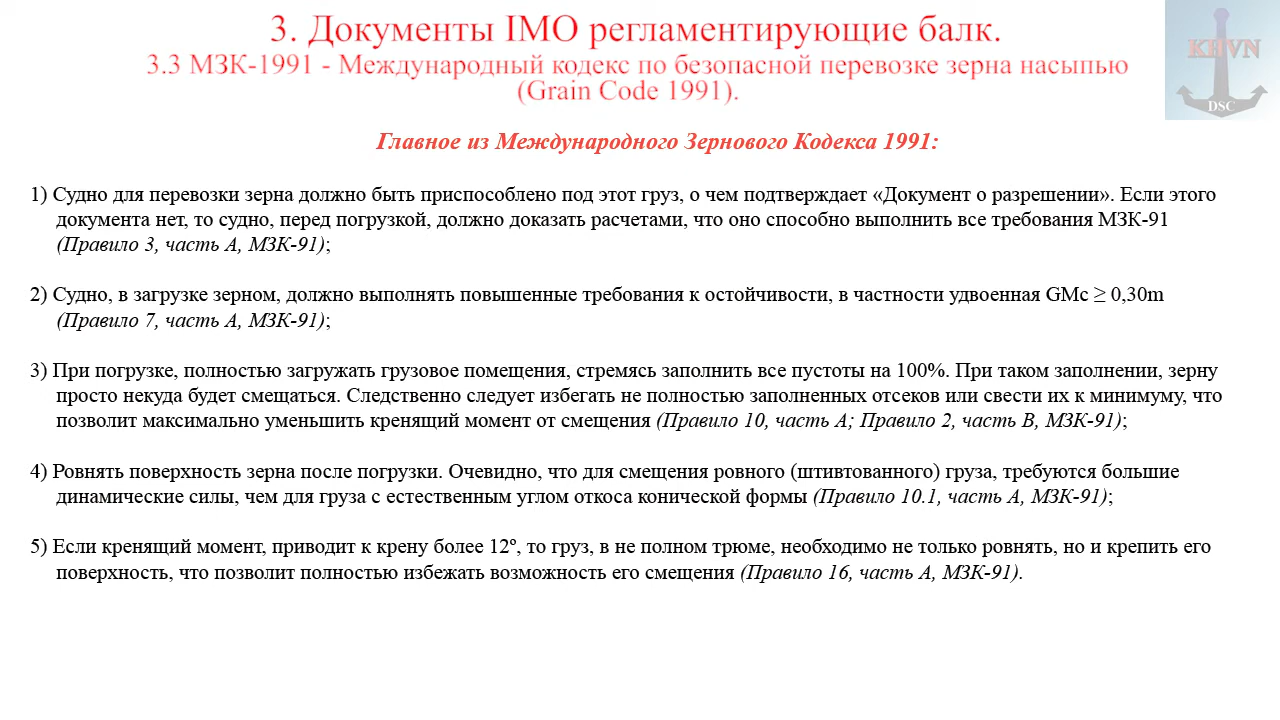 3. Документы IMO регламентирующие балк.
3.3 МЗК-1991 - Международный кодекс по безопасной перевозке зерна насыпью
(Grain Code 1991).
KHVN
DSC
Главное из Международного Зернового Кодекса 1991:
1) Судно для перевозки зерна должно быть приспособлено под этот груз, о чем подтверждает «Документ о разрешении». Если этого
документа нет, то судно, перед погрузкой, должно доказать расчетами, что оно способно выполнить все требования МЗК-91
(Правило 3, часть А, МЗК-91);
2) Судно, в загрузке зерном, должно выполнять повышенные требования к остойчивости, в частности удвоенная GMc ≥ 0,30m
(Правило 7, часть А, МЗК-91);
3) При погрузке, полностью загружать грузовое помещения, стремясь заполнить все пустоты на 100%. При таком заполнении, зерну
просто некуда будет смещаться. Следственно следует избегать не полностью заполненных отсеков или свести их к минимуму, что
позволит максимально уменьшить кренящий момент от смещения (Правило 10, часть А; Правило 2, часть В, МЗК-91);
4) Ровнять поверхность зерна после погрузки. Очевидно, что для смещения ровного (штивтованного) груза, требуются большие
динамические силы, чем для груза с естественным углом откоса конической формы (Правило 10.1, часть А, МЗК-91);
5) Если кренящий момент, приводит к крену более 12º, то груз, в не полном трюме, необходимо не только ровнять, но и крепить его
поверхность, что позволит полностью избежать возможность его смещения (Правило 16, часть А, МЗК-91).